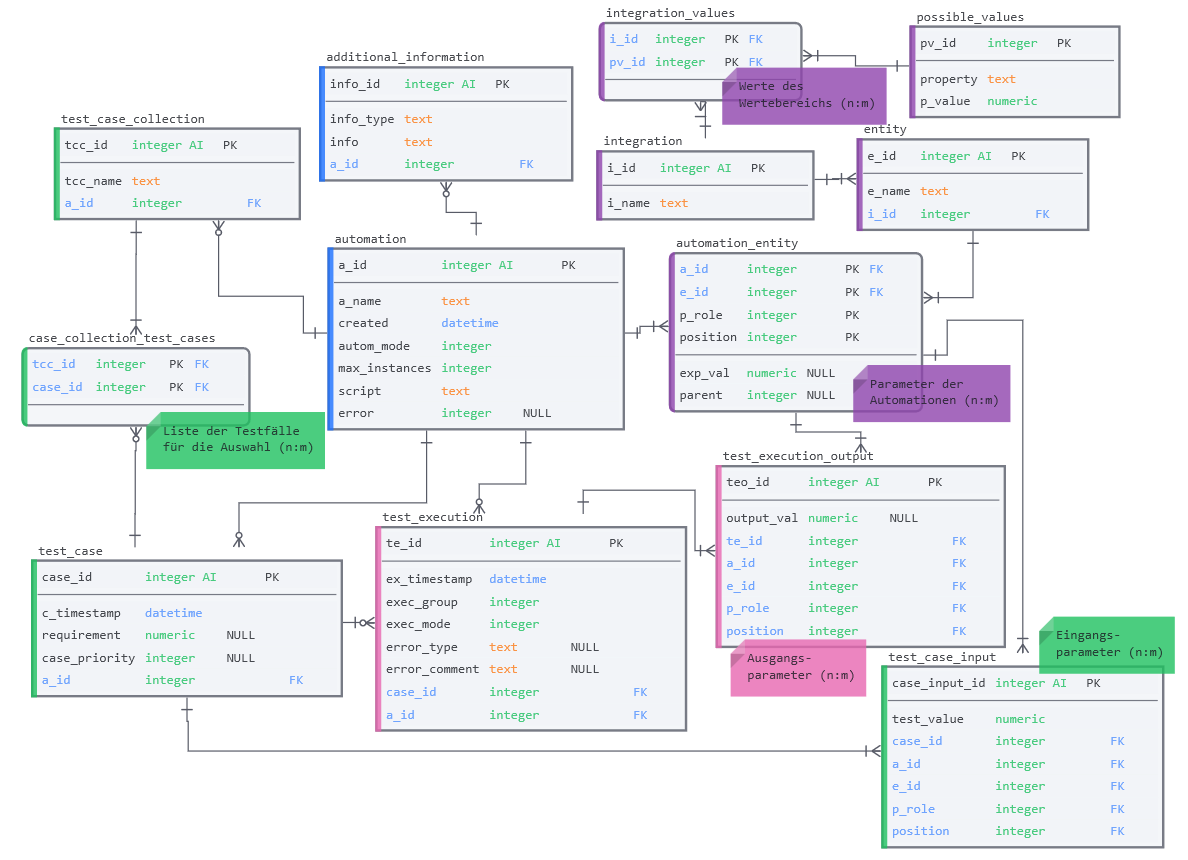 integration_values
i_id integer PK FK
pv_id integer PK FK
Werte des
Wertebereichs (n:m)
possible_values
pv_id integer PK
property text
p_value numeric
additional_information
info_id integer AI PK
info_type text
info text
a_id integer FK
test_case_collection
tcc_id integer AI PK
tcc_name text
a_id integer FK
integration
i_id integer AI PK
i_name text
entity
e_id integer AI PK
e_name text
i_id integer FK
automation
a_id integer AI PK
a_name text
created datetime
autom_mode integer
max_instances integer
script text
error integer NULL
automation_entity
a_id integer PK FK
e_id integer PK FK
p_role integer PK
position integer PK
exp_val numeric NULL
parent integer NULL
Parameter der
Automationen (n:m)
case_collection_test_cases
tcc_id integer PK FK
case_id integer PK FK
Liste der Testfälle
für die Auswahl (n:m)
test_execution_output
teo_id integer AI PK
output_val numeric NULL
te_id integer FK
a_id integer FK
e_id integer FK
p_role integer FK
position integer FK
Ausgangs-
parameter (n:m)
test_execution
te_id integer AI PK
ex_timestamp datetime
exec_group integer
exec_mode integer
error_type text NULL
error_comment text NULL
case_id integer FK
a_id integer FK
test_case
case_id integer AI PK
c_timestamp datetime
requirement numeric NULL
case_priority integer NULL
a_id integer FK
Eingangs-
parameter (n:m)
test_case_input
case_input_id integer AI PK
test_value numeric
case_id integer FK
a_id integer FK
e_id integer FK
p_role integer FK
position integer FK